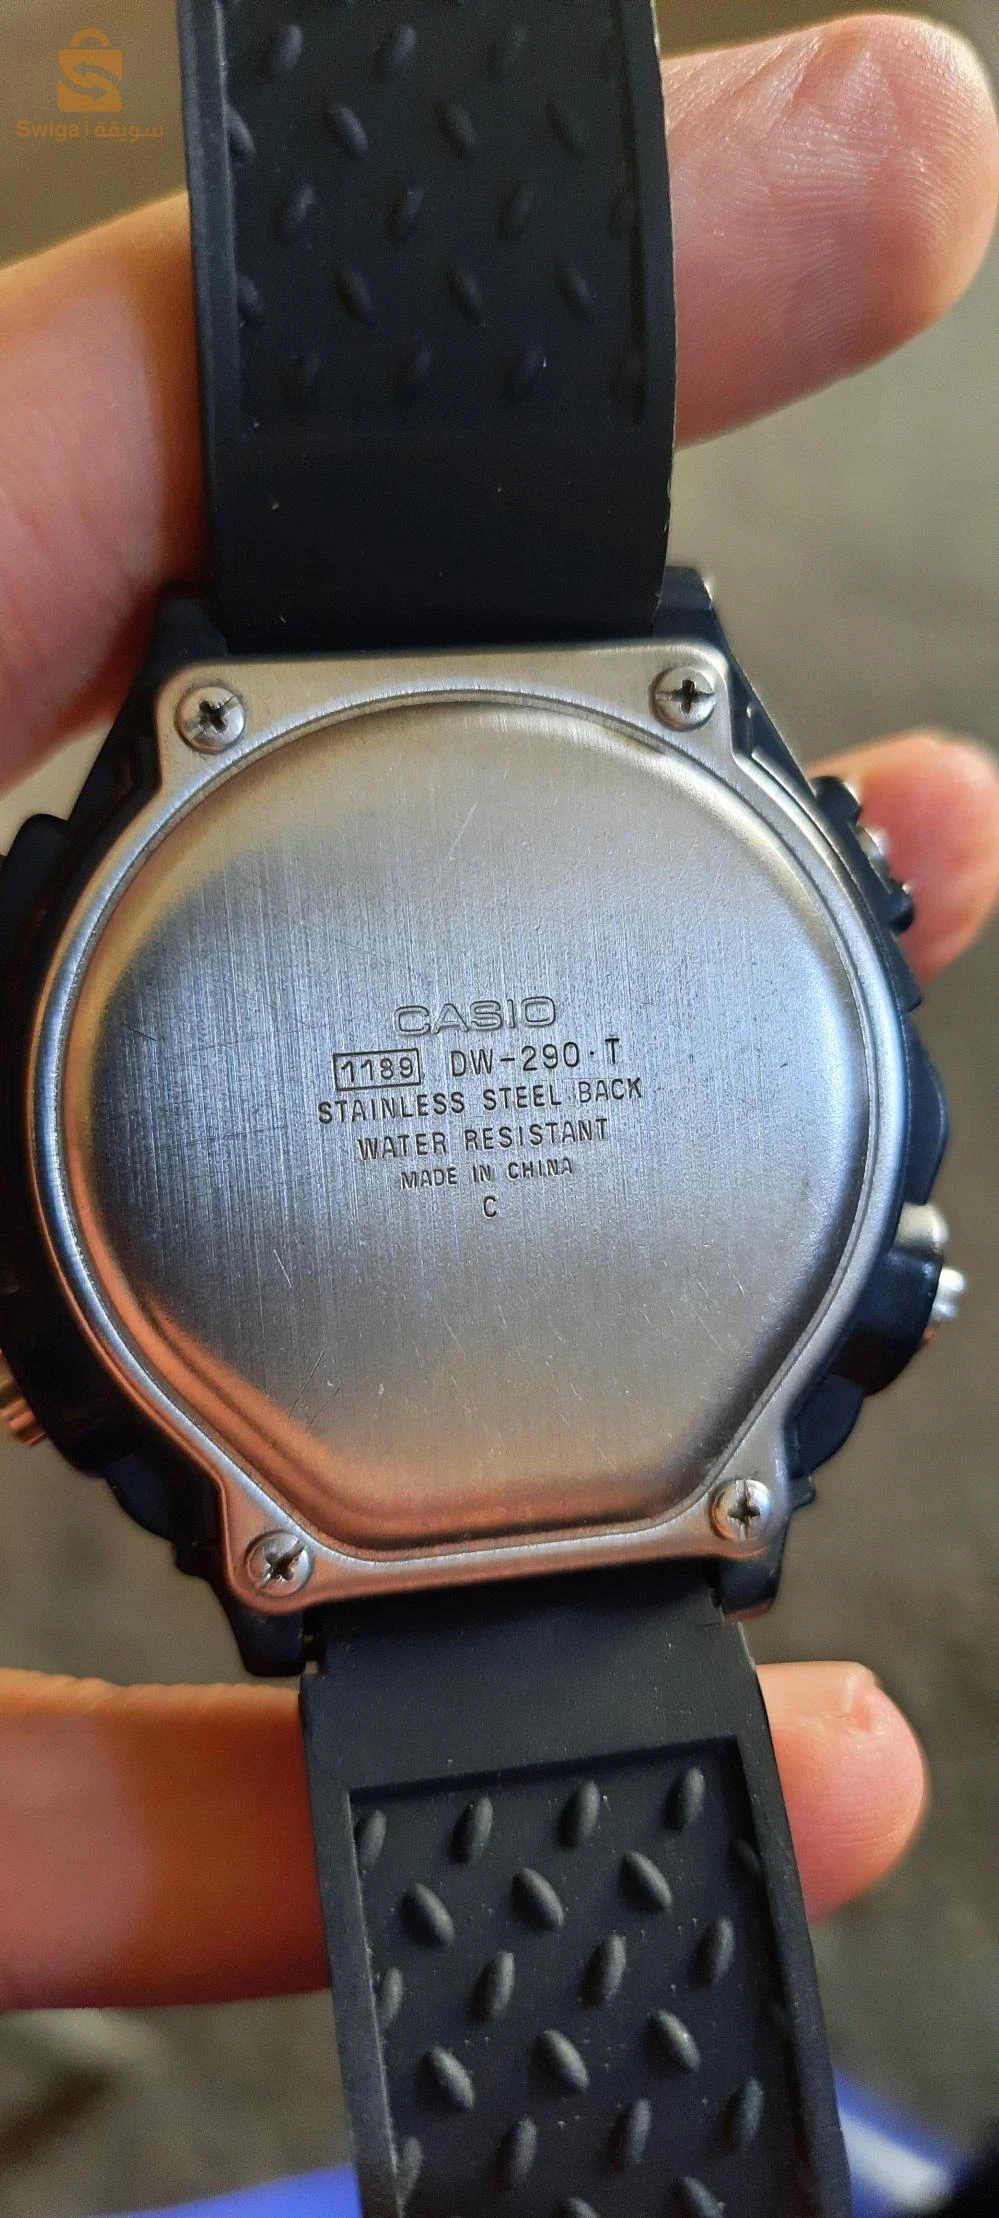 Swiga | سويقة
CASIO
1189 DW-290·T
STAINLESS STEEL BACK
WATER RESISTANT
MADE IN CHINA
C